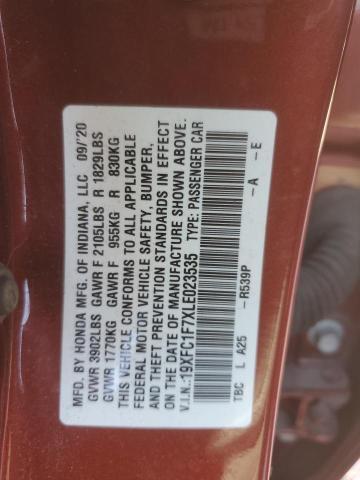 MFD. BY HONDA MFG. OF INDIANA, LLC 09/20
GVWR 3902LBS GAWR F 2105LBS R 1829LBS
GVWR 1770KG GAWR F 955KG R 830KG
THIS VEHICLE CONFORMS TO ALL APPLICABLE
FEDERAL MOTOR VEHICLE SAFETY, BUMPER,
AND THEFT PREVENTION STANDARDS IN EFFECT
ON THE DATE OF MANUFACTURE SHOWN ABOVE.
V.I.N.: 19XFC1F7XLE023535 TYPE: PASSENGER CAR
-R539P -A -E
TBC L A25